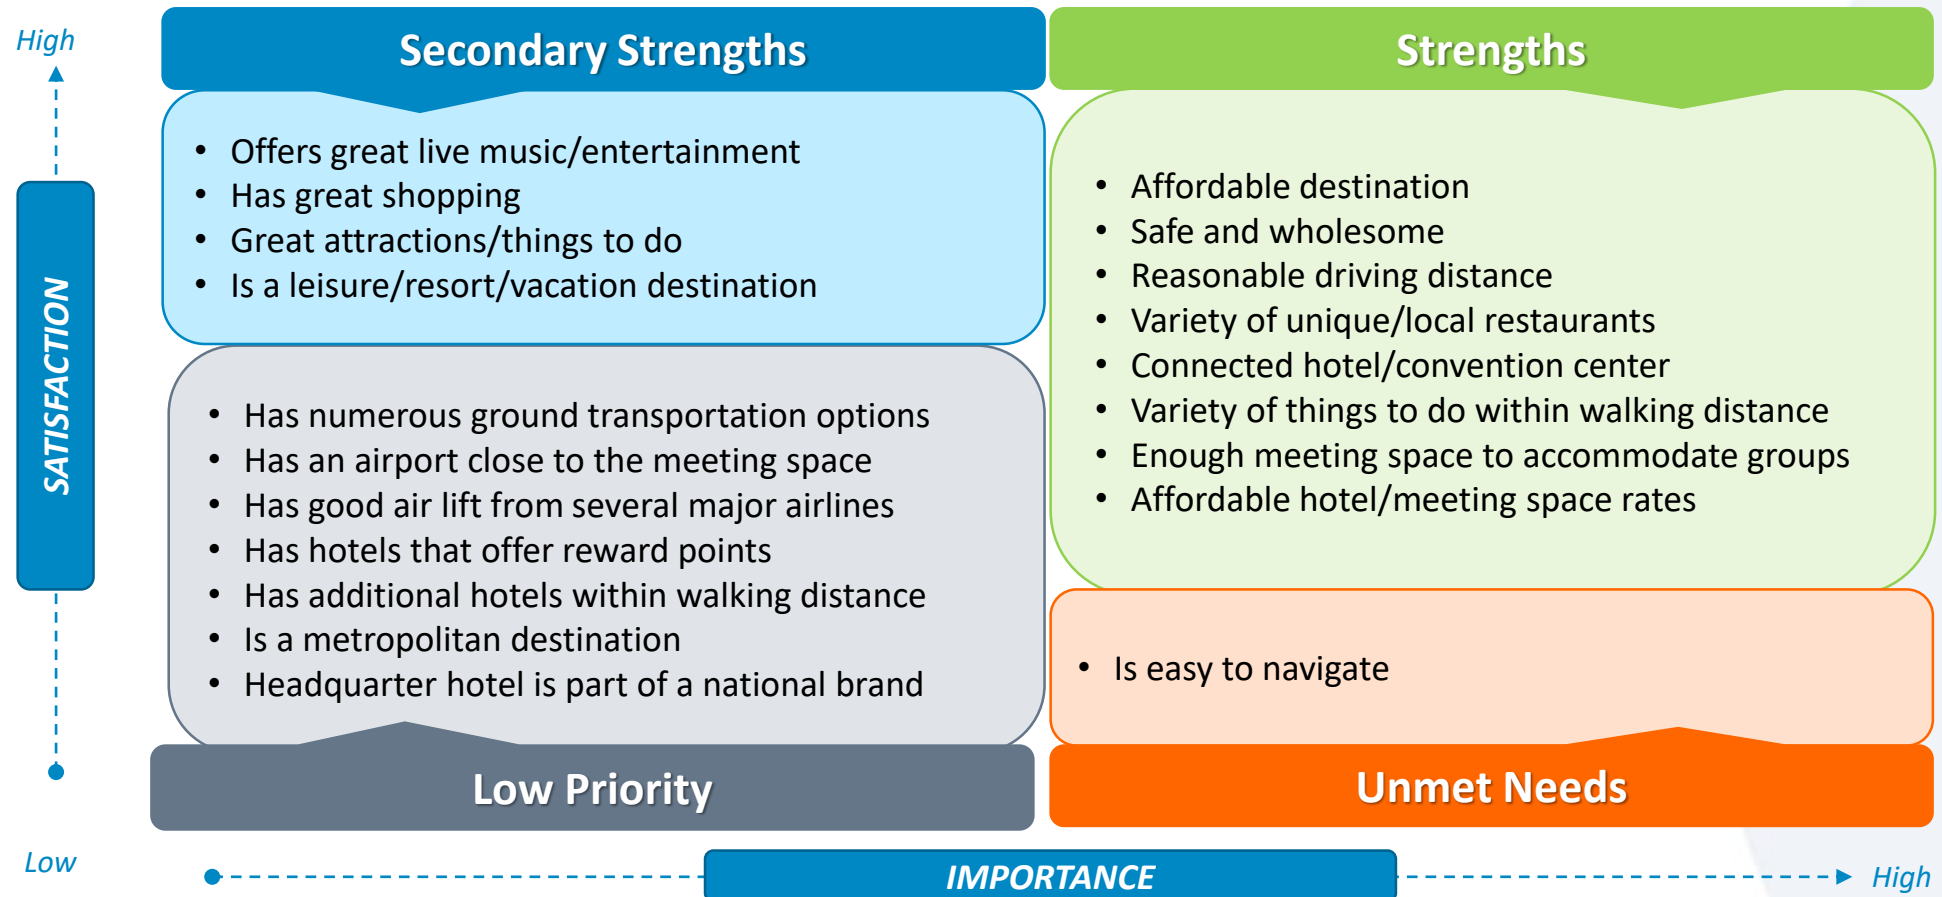 High
SATISFACTION
Low
Secondary Strengths
• Offers great live music/entertainment
• Has great shopping
• Great attractions/things to do
• Is a leisure/resort/vacation destination
Strengths
• Affordable destination
• Safe and wholesome
• Reasonable driving distance
• Variety of unique/local restaurants
• Connected hotel/convention center
• Variety of things to do within walking distance
• Enough meeting space to accommodate groups
• Affordable hotel/meeting space rates
• Has numerous ground transportation options
• Has an airport close to the meeting space
• Has good air lift from several major airlines
• Has hotels that offer reward points
• Has additional hotels within walking distance
• Is a metropolitan destination
• Headquarter hotel is part of a national brand
Low Priority
• Is easy to navigate
Unmet Needs
IMPORTANCE
High